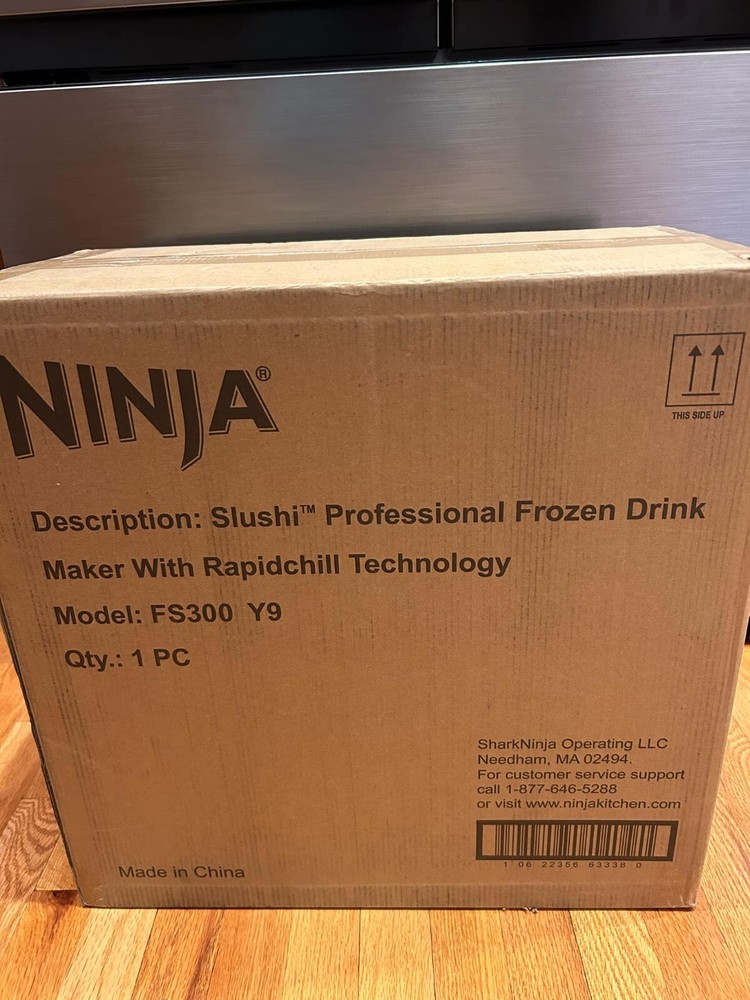 NINJA®
THIS SIDE UP
Description: Slushi™ Professional Frozen Drink
Maker With Rapidchill Technology
Model: FS300 Y9
Qty.: 1 PC
SharkNinja Operating LLC
Needham, MA 02494.
For customer service support
call 1-877-646-5288
or visit www.ninjakitchen.com
1 06 22356 63338 0
Made in China